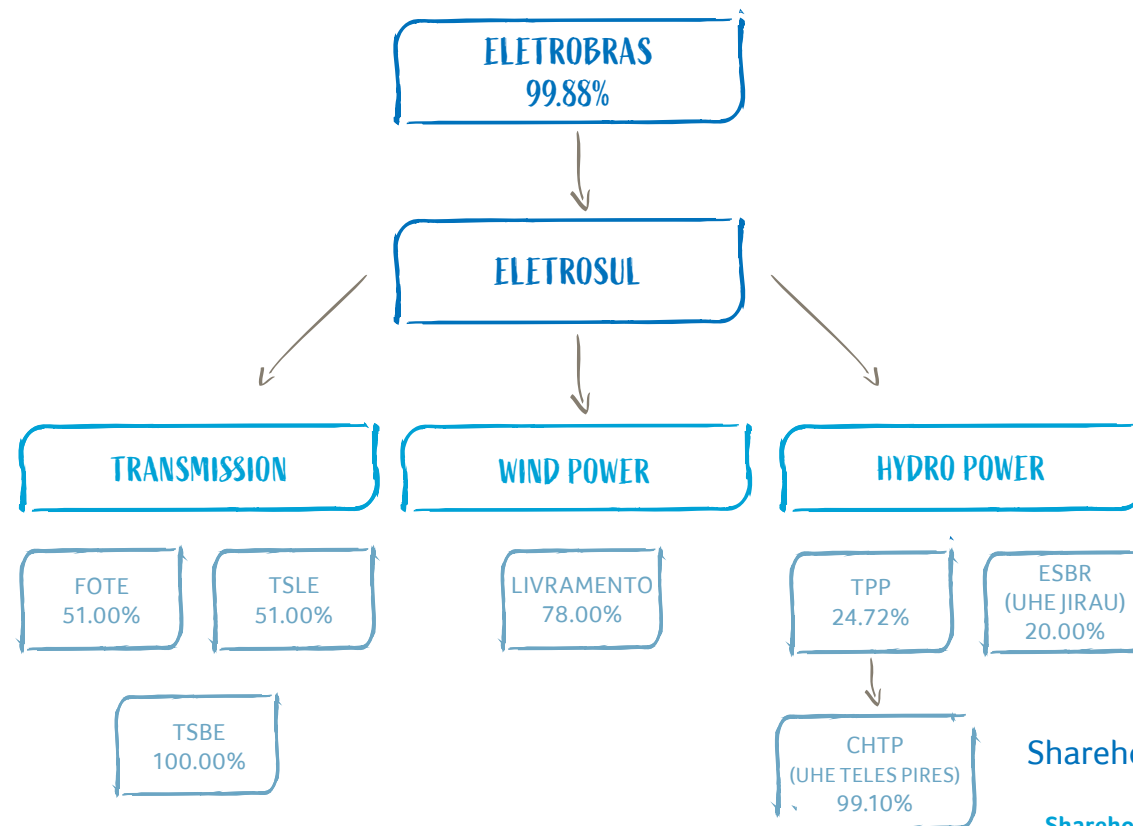 ELETROBRAS
99.88%
ELETROSUL
TRANSMISSION
WIND POWER
HYDRO POWER
FOTE
51.00%
TSLE
51.00%
LIVRAMENTO
78.00%
TPP
24.72%
ESBR
(UHE JIRAU)
20.00%
TSBE
100.00%
CHTP
(UHE TELES PIRES)
99.10%